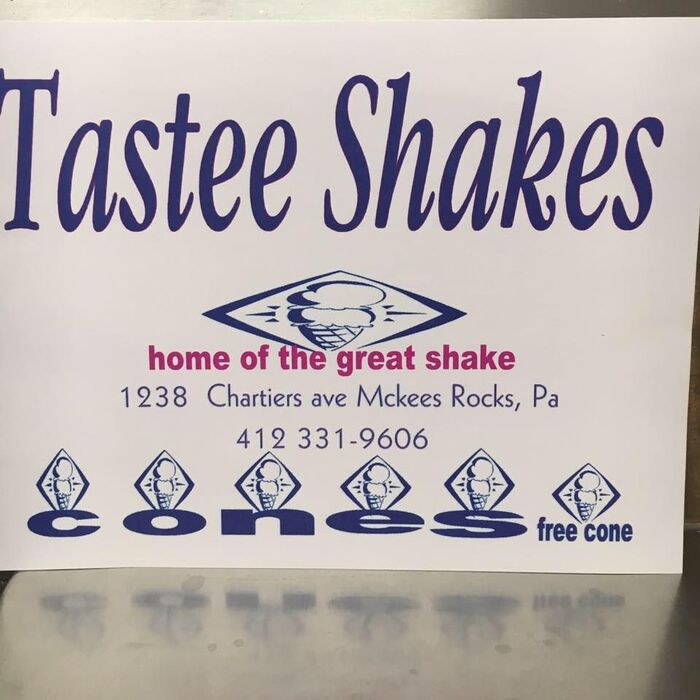 Tastee Shakes
home of the great shake
1238 Chartiers ave Mckees Rocks, Pa
412 331-9606
cones free cone